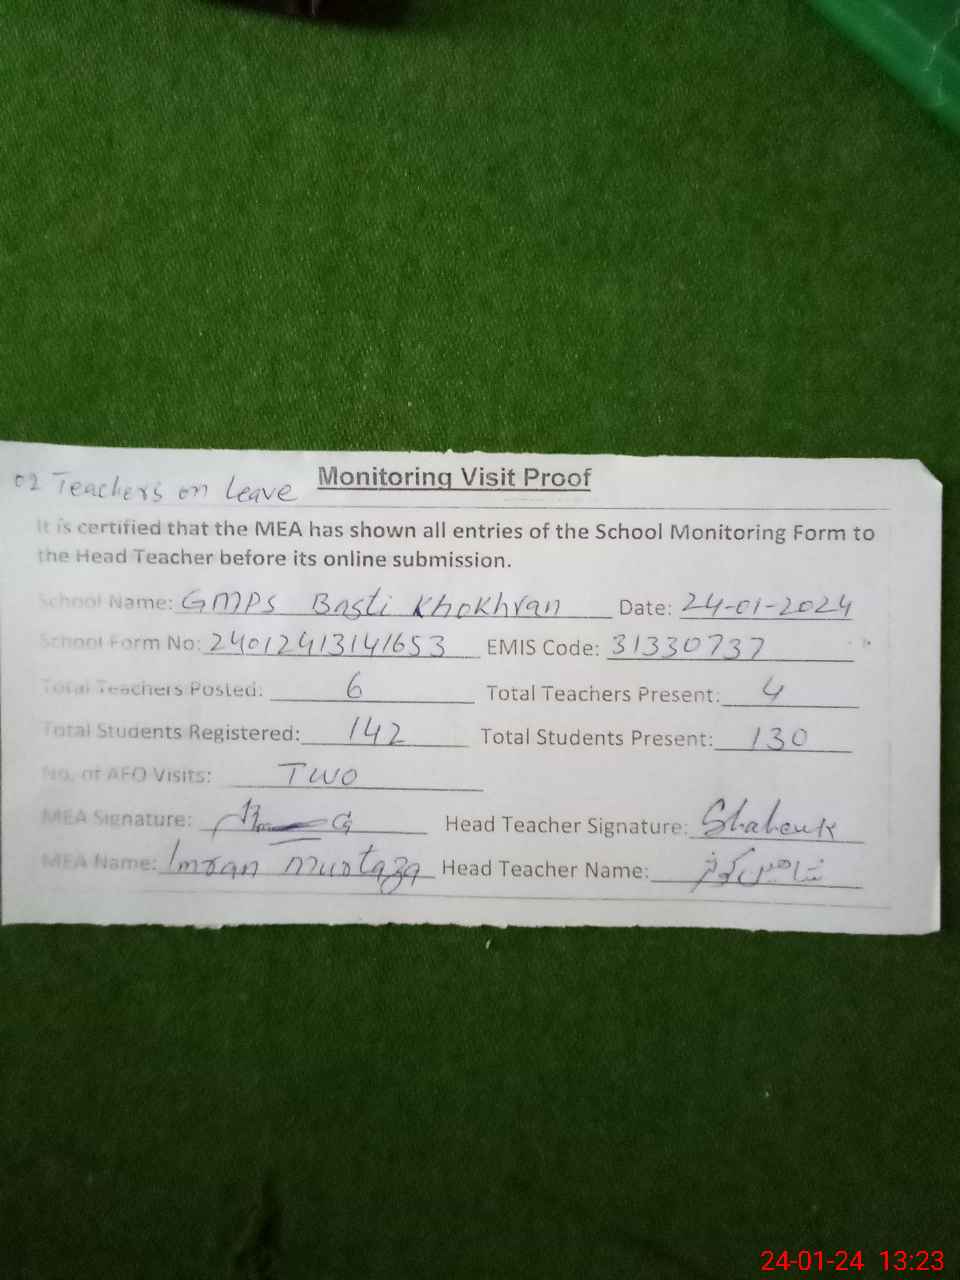 02 Teachers on leave Monitoring Visit Proof
It is certified that the MEA has shown all entries of the School Monitoring Form to
the Head Teacher before its online submission.
School Name: GMPS Basti Khokhran Date: 24-01-2024
School Form No: 24012413141653 EMIS Code: 31330737
Total Teachers Posted: 6 Total Teachers Present: 4
Total Students Registered: 142 Total Students Present: 130
No. of AEO Visits: TWO
MEA Signature: Head Teacher Signature:
MEA Name: Imran Murtaza Head Teacher Name: شاہین کوثر
24-01-24 13:23